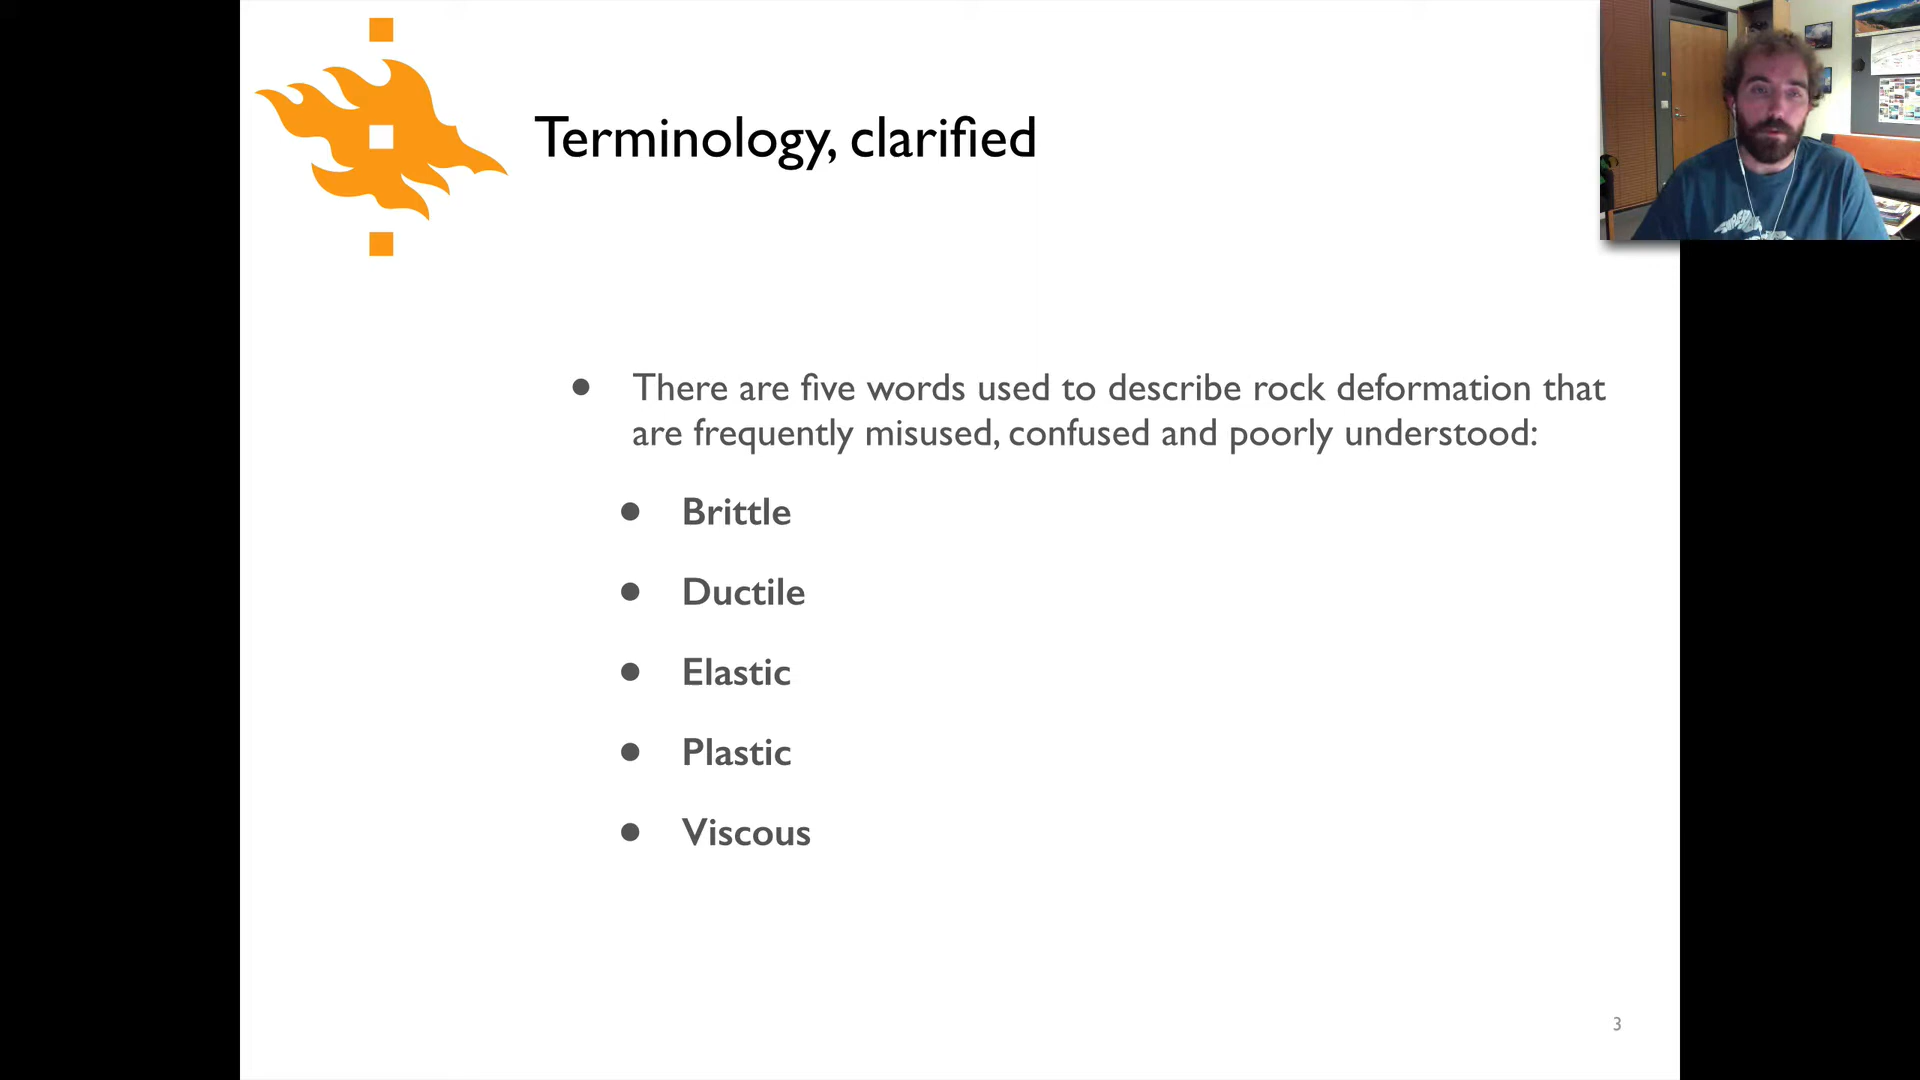 Terminology, clarified
• There are five words used to describe rock deformation that
are frequently misused, confused and poorly understood:
• Brittle
• Ductile
• Elastic
• Plastic
• Viscous
3